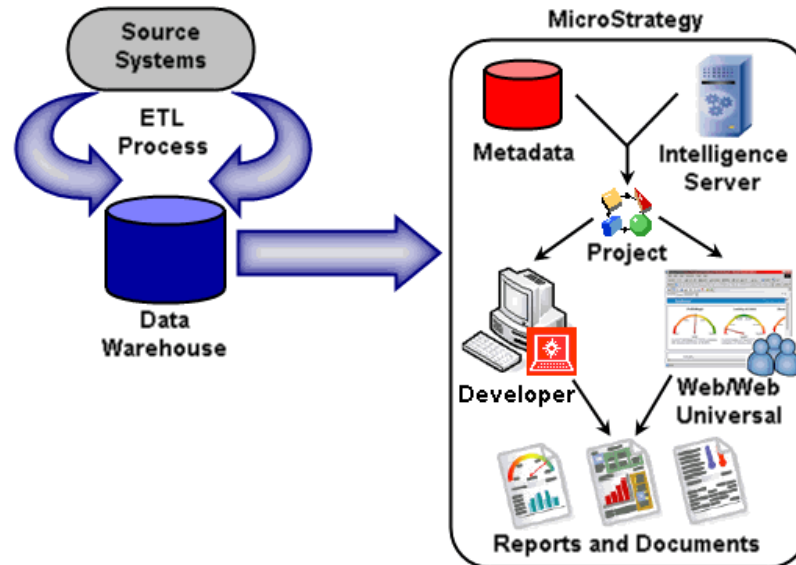 Source
Systems
ETL
Process
Data
Warehouse
MicroStrategy
Metadata
Intelligence
Server
Project
Developer
Web/Web
Universal
Reports and Documents